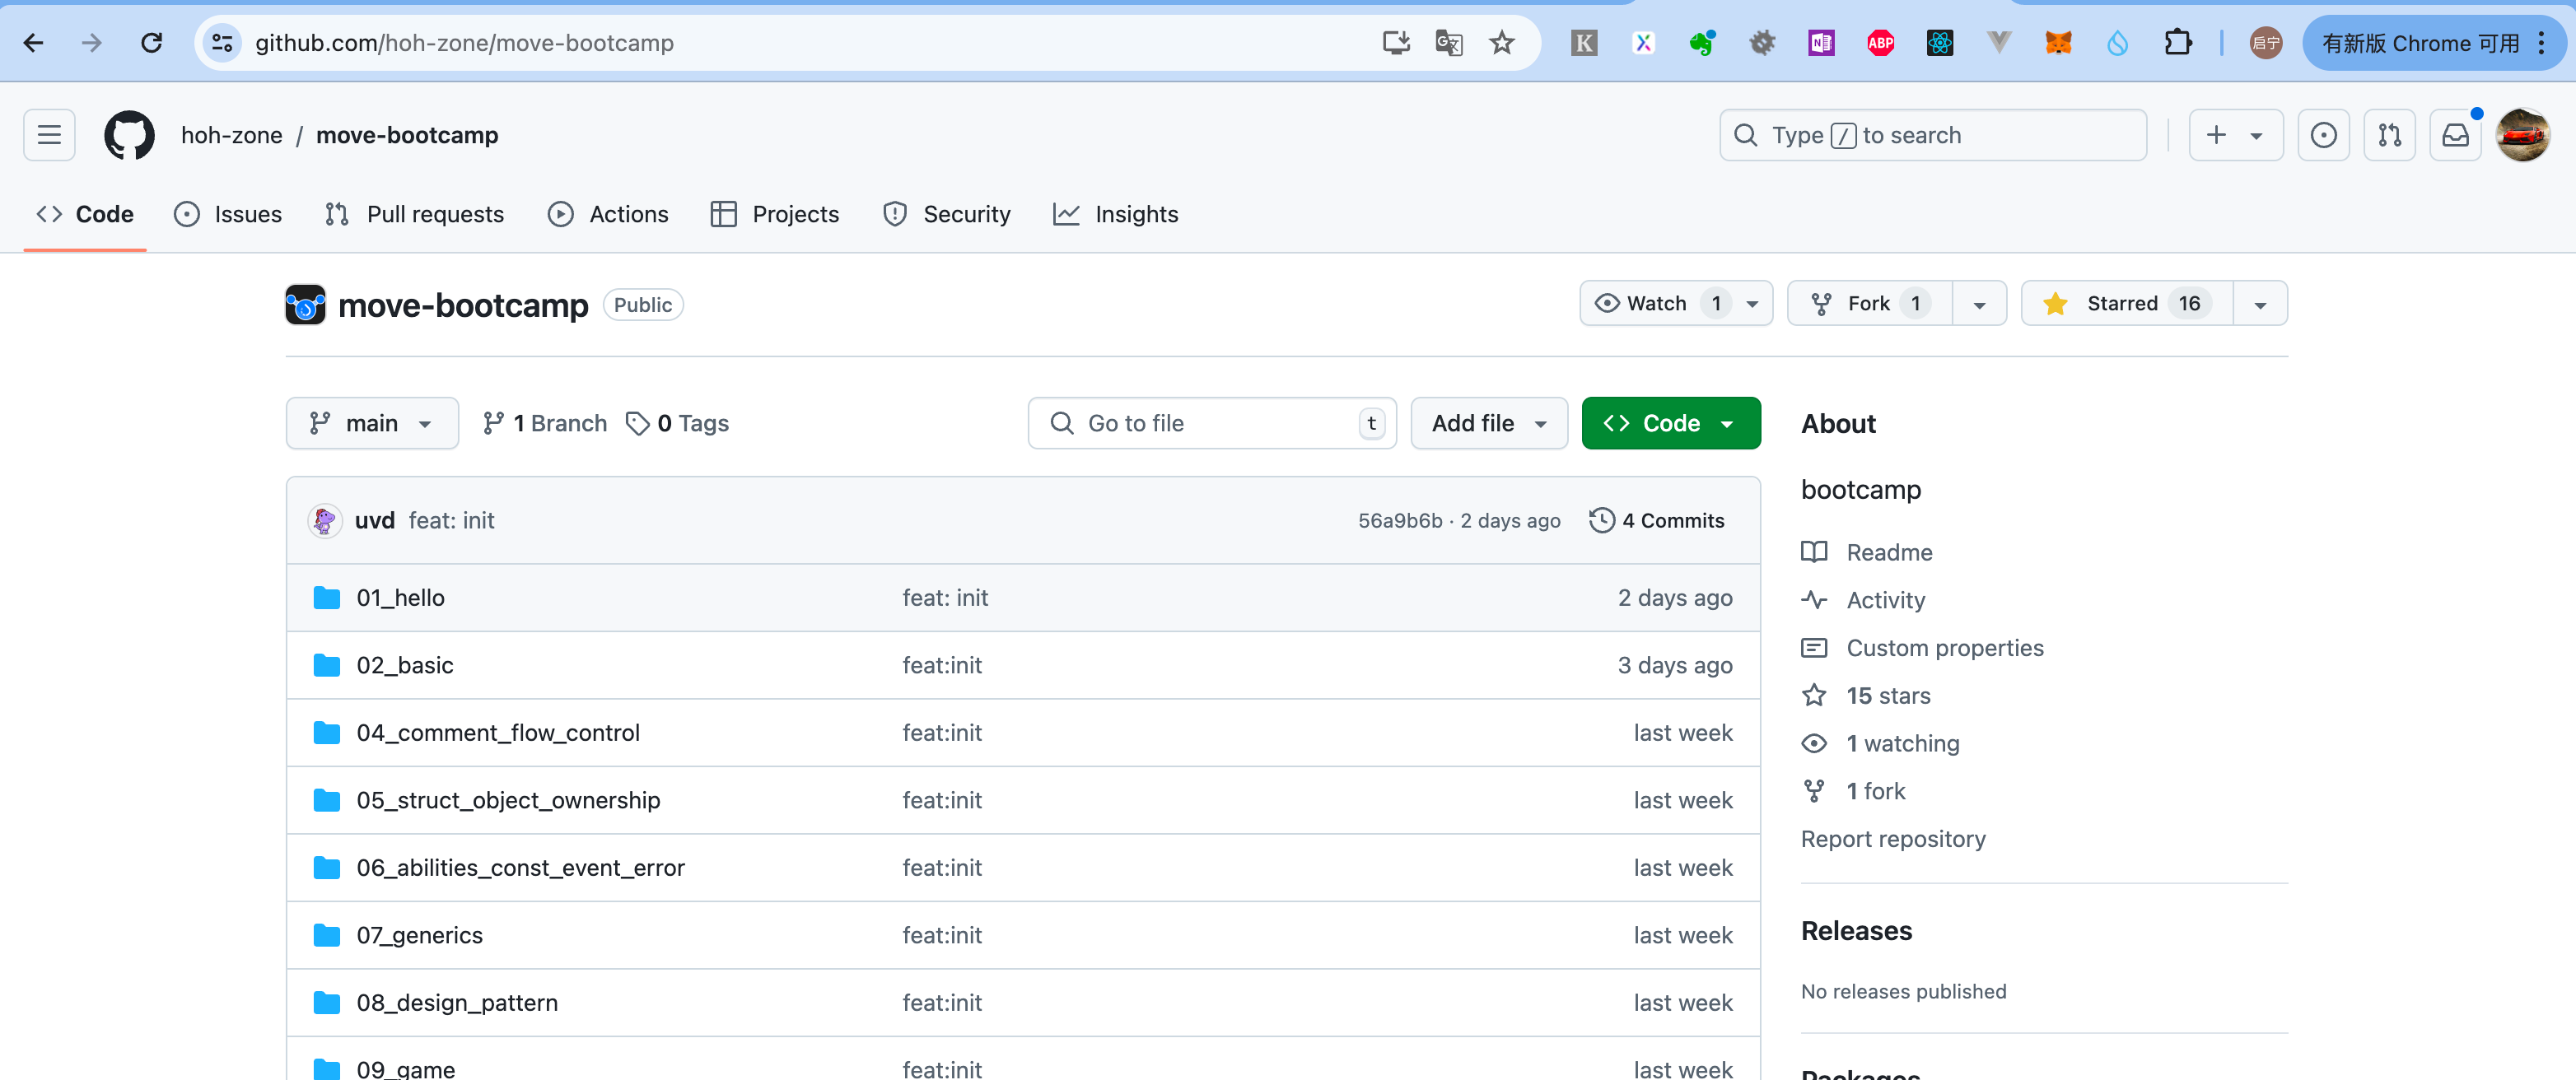 github.com/hoh-zone/move-bootcamp
K
N
ABP
启宁
有新版 Chrome 可用
hoh-zone / move-bootcamp
Type / to search
Code
Issues
Pull requests
Actions
Projects
Security
Insights
move-bootcamp
Public
Watch 1
Fork 1
Starred 16
main
1 Branch
0 Tags
Go to file
t
Add file
Code
About
bootcamp
uvd feat: init
56a9b6b · 2 days ago
4 Commits
Readme
01_hello feat: init 2 days ago
Activity
02_basic feat:init 3 days ago
Custom properties
15 stars
04_comment_flow_control feat:init last week
1 watching
05_struct_object_ownership feat:init last week
1 fork
Report repository
06_abilities_const_event_error feat:init last week
07_generics feat:init last week
Releases
08_design_pattern feat:init last week
No releases published
09_game feat:init last week
Packages